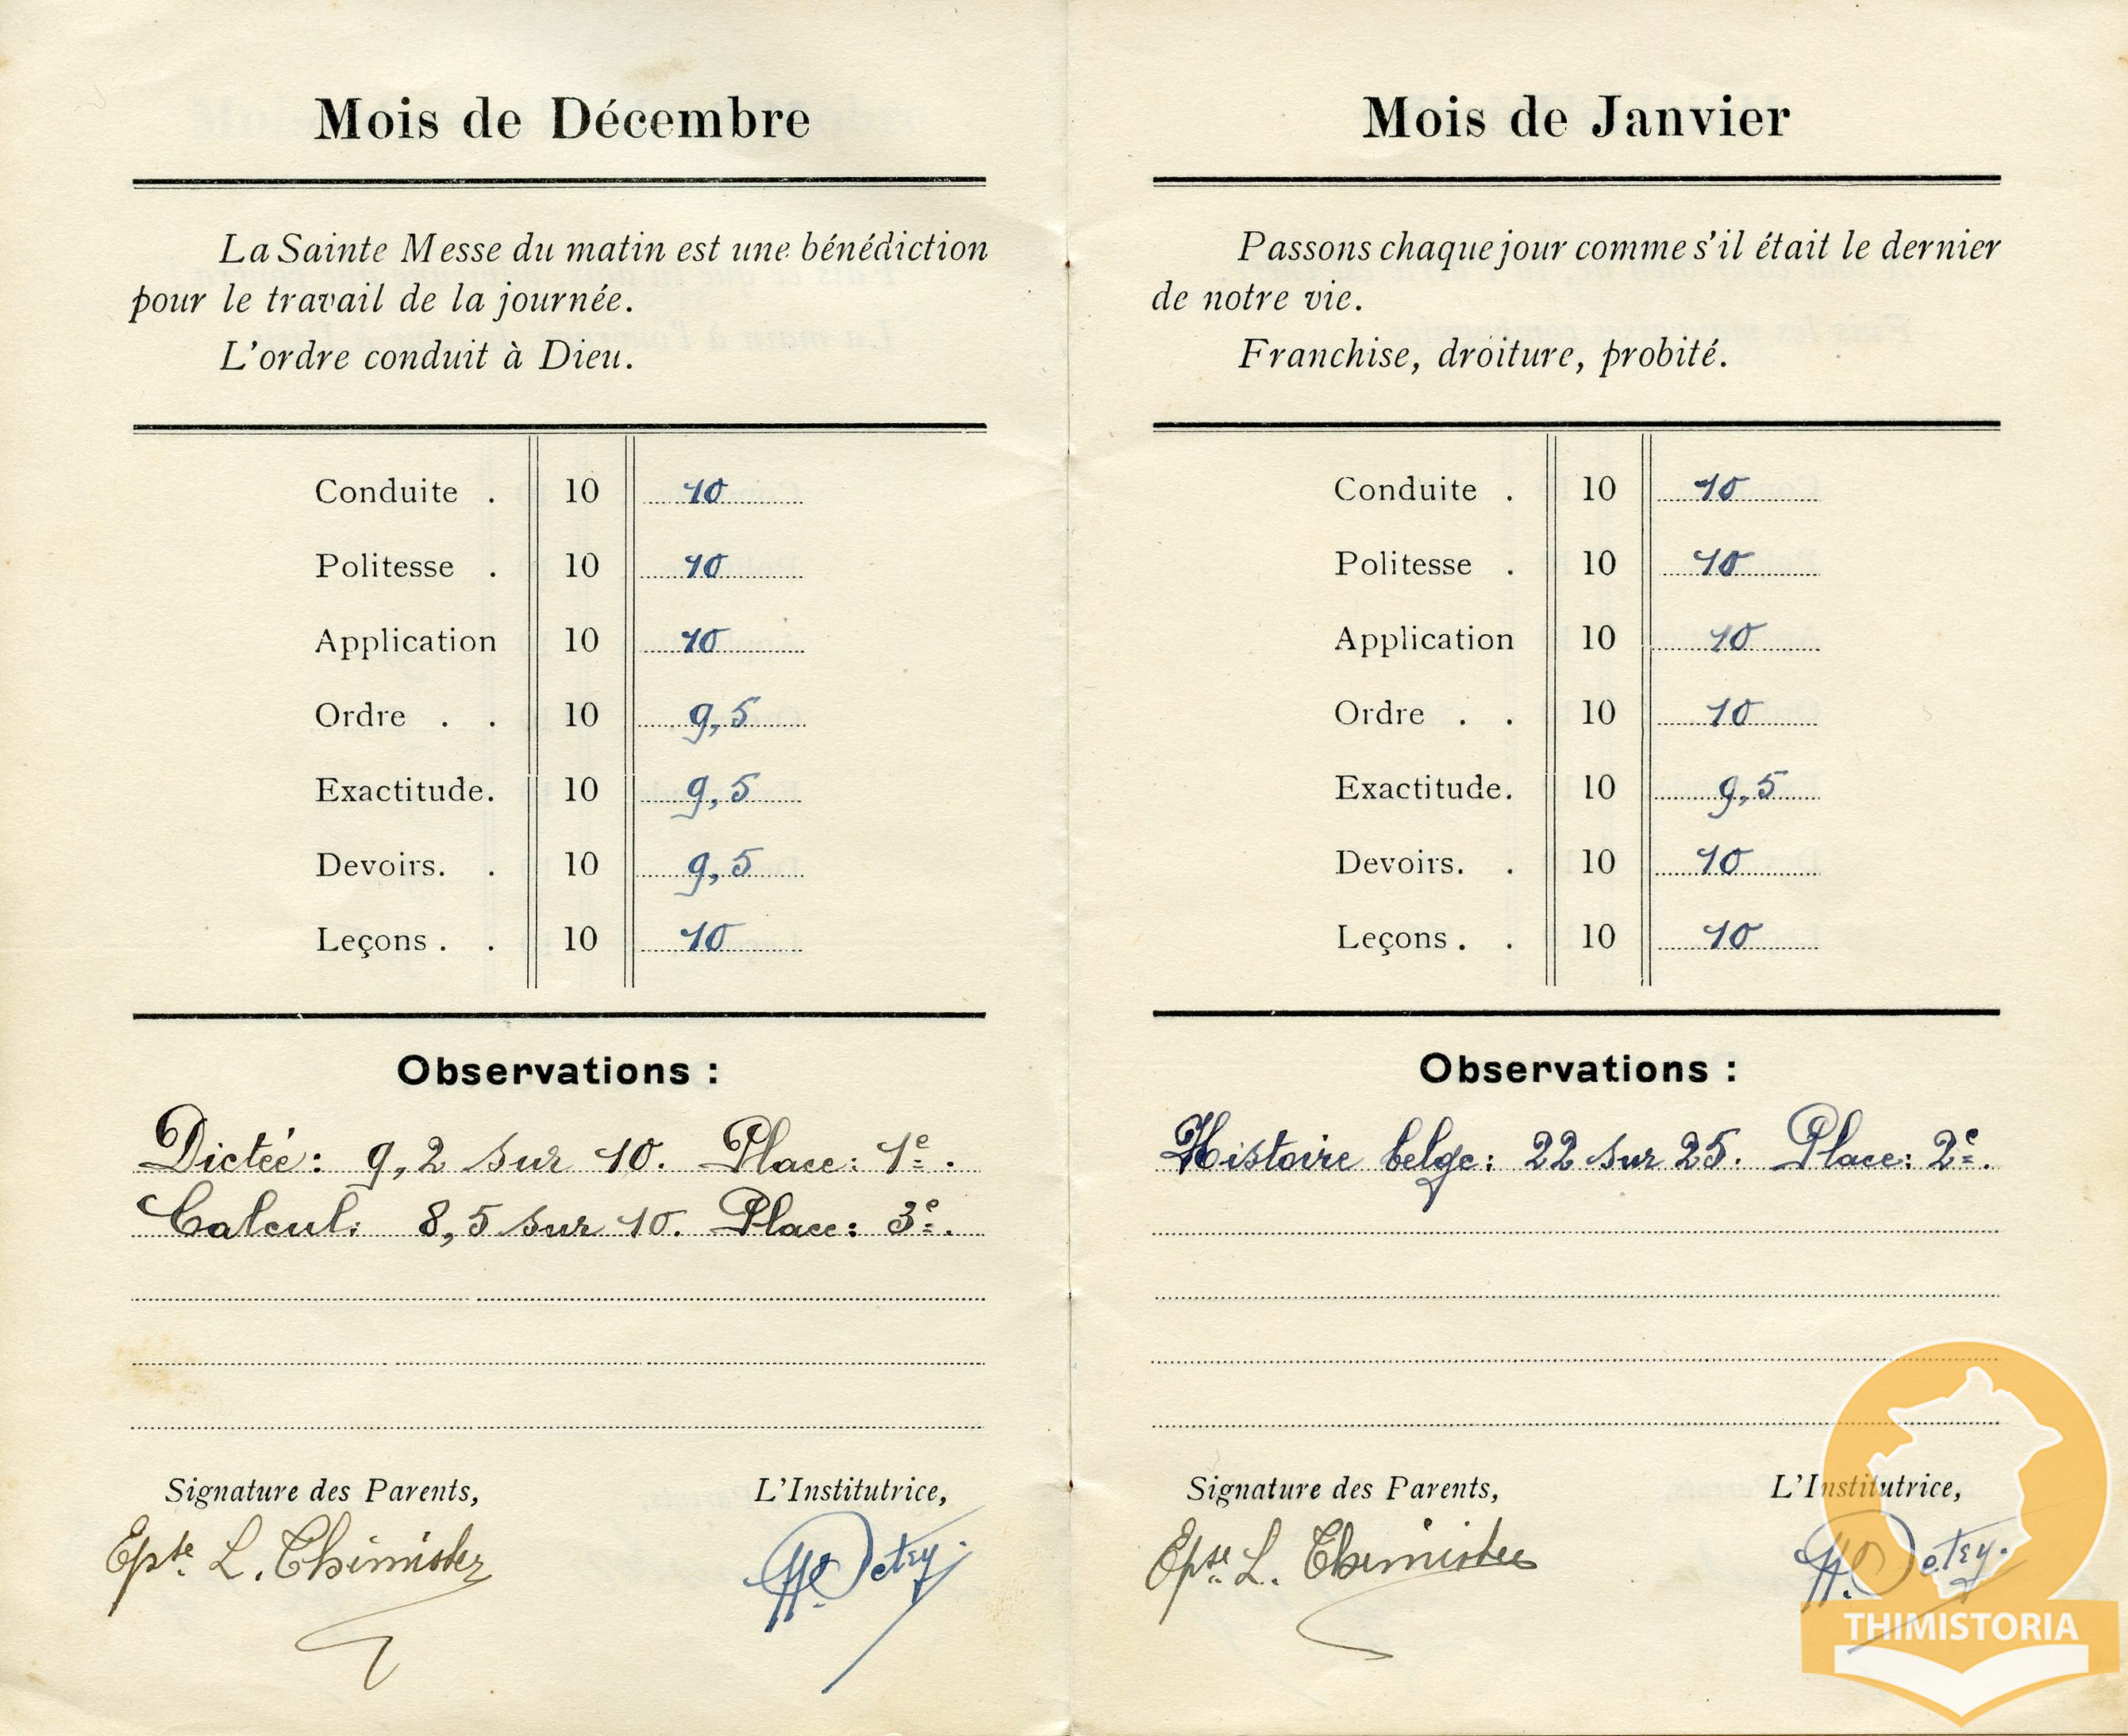 Mois de Décembre
La Sainte Messe du matin est une bénédiction
pour le travail de la journée.
L'ordre conduit à Dieu.
Conduite . 10 10
Politesse . 10 10
Application 10 10
Ordre . . 10 9,5
Exactitude. 10 9,5
Devoirs. . 10 9,5
Leçons . . 10 10
Observations :
Dictée: 9,2 sur 10. Place: 1e.
Calcul: 8,5 sur 10. Place: 3e.
Signature des Parents, L'Institutrice,
Epse L. Thimister Detry.
Mois de Janvier
Passons chaque jour comme s'il était le dernier
de notre vie.
Franchise, droiture, probité.
Conduite . 10 10
Politesse . 10 10
Application 10 10
Ordre . . 10 10
Exactitude. 10 9,5
Devoirs. . 10 10
Leçons . . 10 10
Observations :
Histoire belge: 22 sur 25. Place: 2e.
Signature des Parents, L'Institutrice,
Epse L. Thimister Detry.
THIMISTORIA